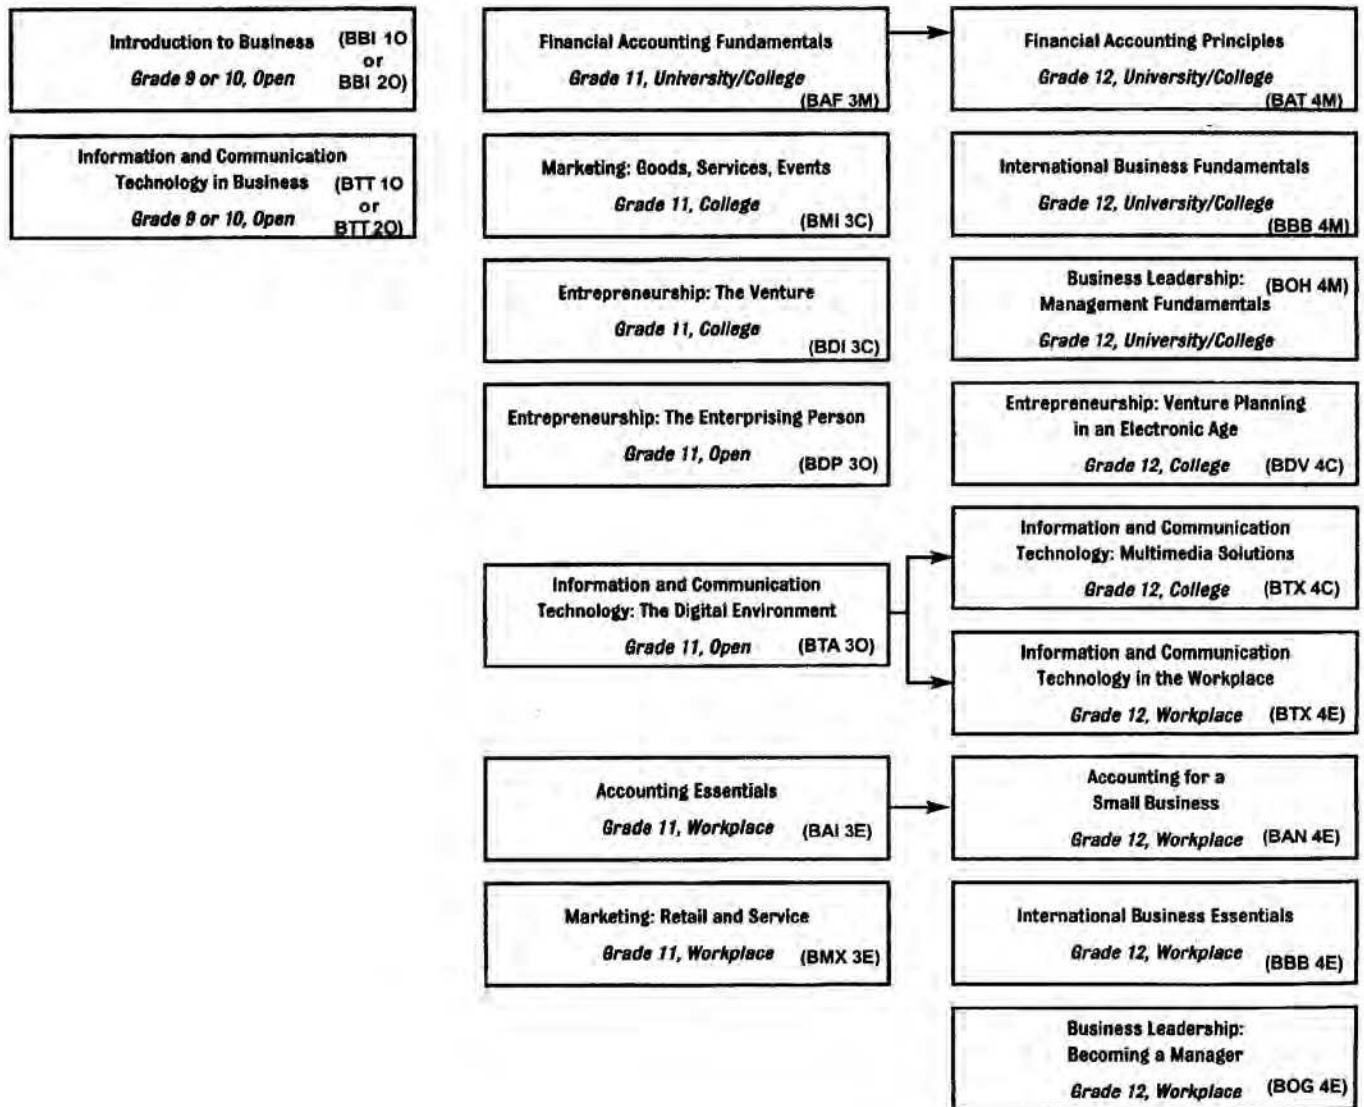 Introduction to Business (BBI 1O
or
Grade 9 or 10, Open BBI 2O)
Information and Communication
Technology in Business (BTT 1O
or
Grade 9 or 10, Open BTT 2O)
Financial Accounting Fundamentals
Grade 11, University/College
(BAF 3M)
Marketing: Goods, Services, Events
Grade 11, College
(BMI 3C)
Entrepreneurship: The Venture
Grade 11, College
(BDI 3C)
Entrepreneurship: The Enterprising Person
Grade 11, Open (BDP 3O)
Information and Communication
Technology: The Digital Environment
Grade 11, Open (BTA 3O)
Accounting Essentials
Grade 11, Workplace (BAI 3E)
Marketing: Retail and Service
Grade 11, Workplace (BMX 3E)
Financial Accounting Principles
Grade 12, University/College
(BAT 4M)
International Business Fundamentals
Grade 12, University/College
(BBB 4M)
Business Leadership: (BOH 4M)
Management Fundamentals
Grade 12, University/College
Entrepreneurship: Venture Planning
in an Electronic Age
Grade 12, College (BDV 4C)
Information and Communication
Technology: Multimedia Solutions
Grade 12, College (BTX 4C)
Information and Communication
Technology in the Workplace
Grade 12, Workplace (BTX 4E)
Accounting for a
Small Business
Grade 12, Workplace (BAN 4E)
International Business Essentials
Grade 12, Workplace (BBB 4E)
Business Leadership:
Becoming a Manager
Grade 12, Workplace (BOG 4E)